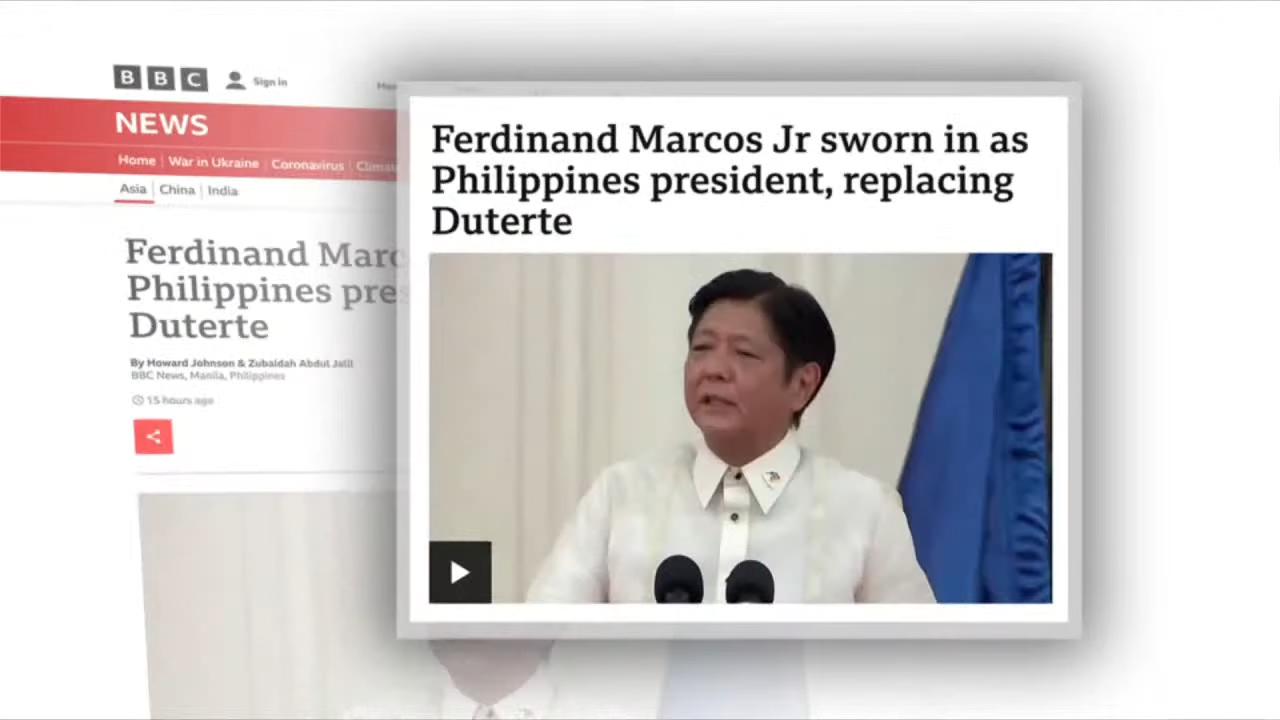 BBC Sign in
NEWS
Home War in Ukraine Coronavirus
Asia China India
Ferdinand
Philippines
Duterte
By Howard Johnson & Zubaidah Abdul Jalil
BBC News, Manila, Philippines
15 hours ago
Ferdinand Marcos Jr sworn in as
Philippines president, replacing
Duterte